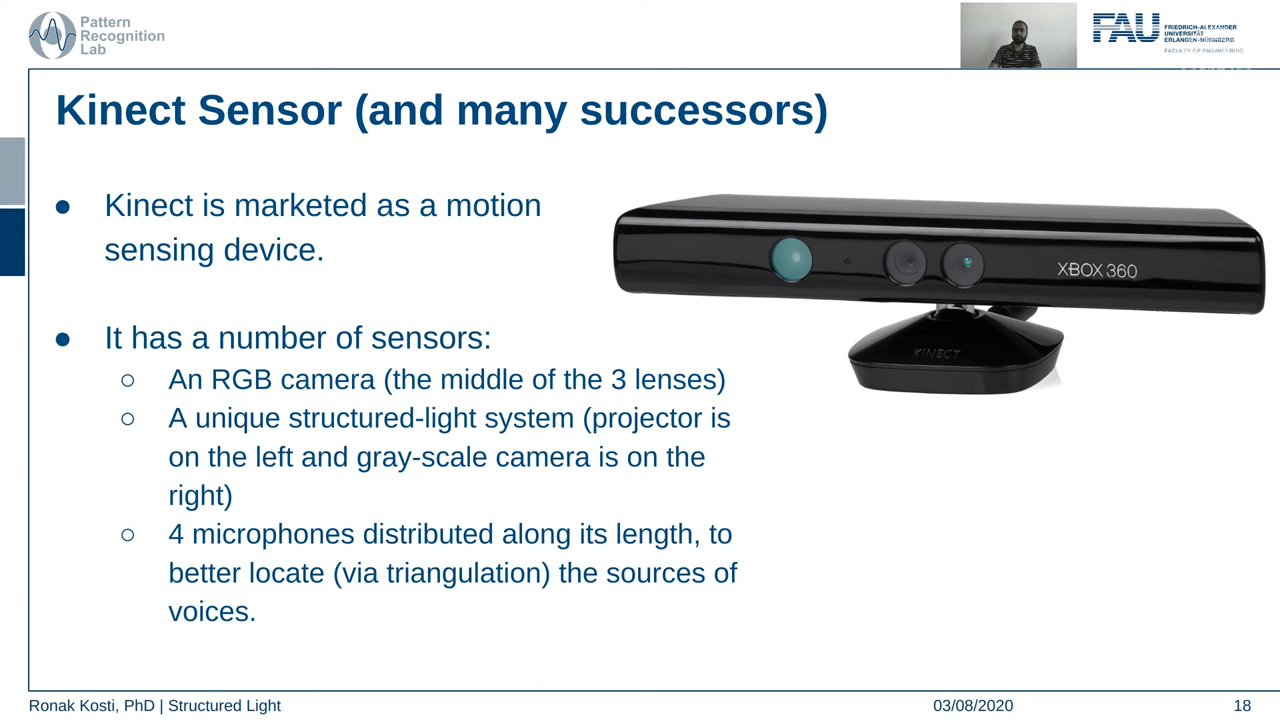 Pattern
Recognition
Lab
FAU
FRIEDRICH-ALEXANDER
UNIVERSITÄT
ERLANGEN-NÜRNBERG
FACULTY OF ENGINEERING
Kinect Sensor (and many successors)
● Kinect is marketed as a motion
sensing device.
XBOX 360
KINECT
● It has a number of sensors:
○ An RGB camera (the middle of the 3 lenses)
○ A unique structured-light system (projector is
on the left and gray-scale camera is on the
right)
○ 4 microphones distributed along its length, to
better locate (via triangulation) the sources of
voices.
Ronak Kosti, PhD | Structured Light
03/08/2020
18